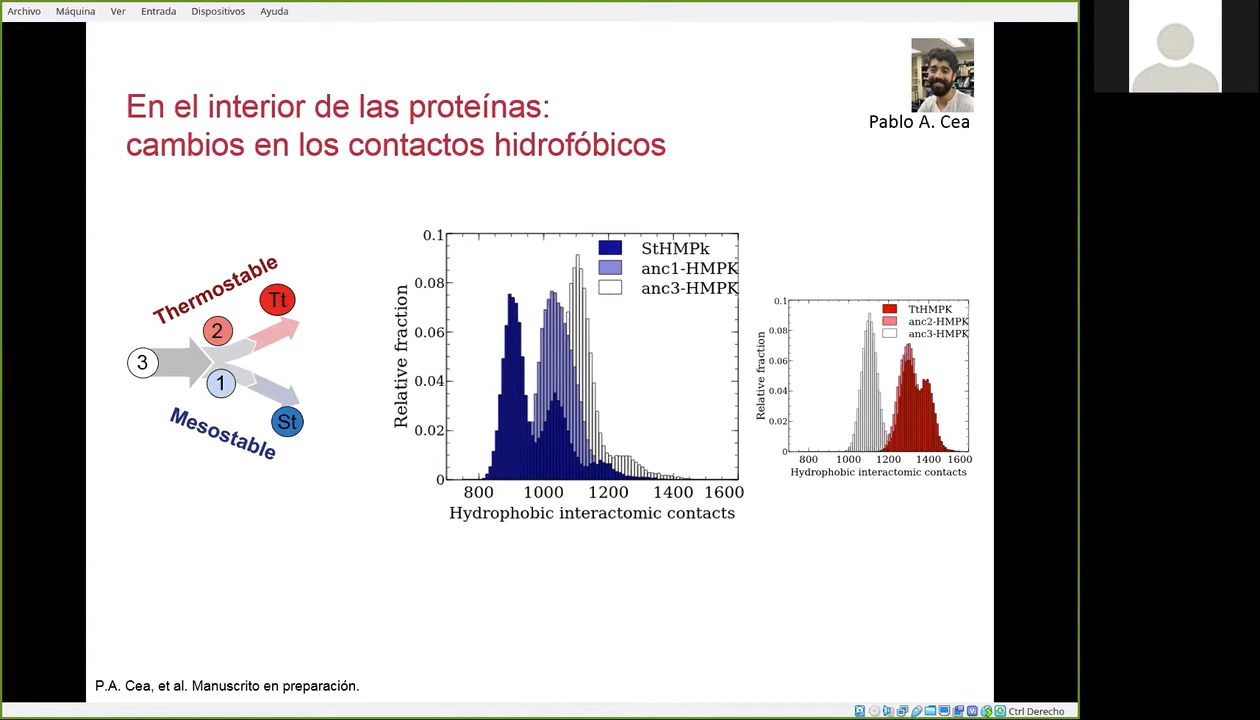 Archivo Máquina Ver Entrada Dispositivos Ayuda
En el interior de las proteínas:
cambios en los contactos hidrofóbicos
Pablo A. Cea
Thermostable
Tt
2
3
1
St
Mesostable
Relative fraction
0.1
0.08
0.06
0.04
0.02
0
800 1000 1200 1400 1600
Hydrophobic interactomic contacts
StHMPk
anc1-HMPK
anc3-HMPK
Relative fraction
0.1
0.08
0.06
0.04
0.02
0
800 1000 1200 1400 1600
Hydrophobic interactomic contacts
TtHMPK
anc2-HMPK
anc3-HMPK
P.A. Cea, et al. Manuscrito en preparación.
Ctrl Derecho